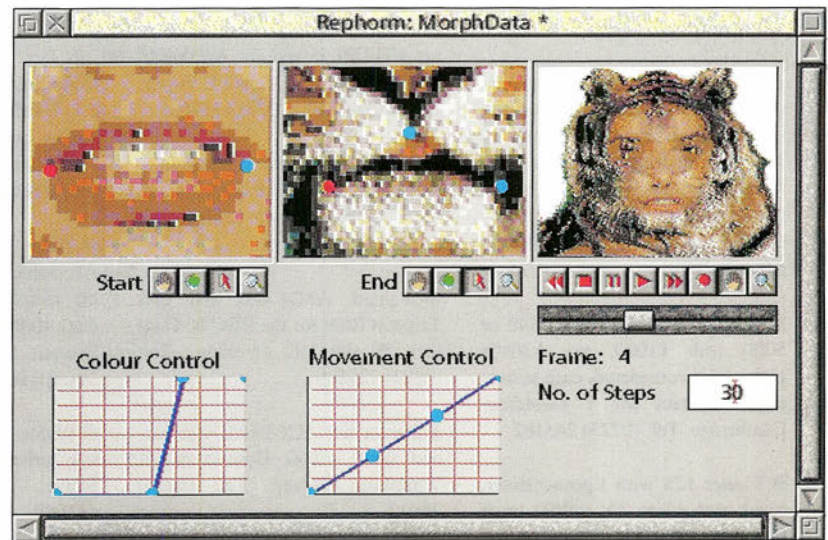 Rephorm: MorphData *
Start
End
Colour Control
Movement Control
Frame: 4
No. of Steps 30